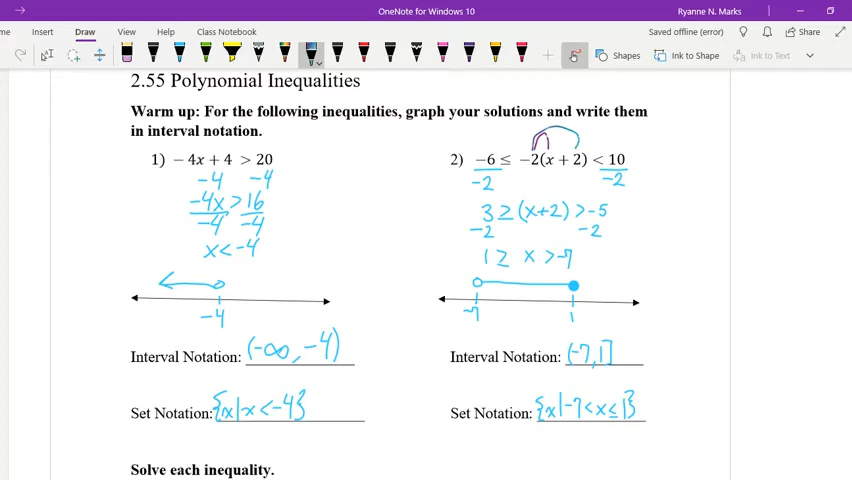 OneNote for Windows 10
Ryanne N. Marks
Insert Draw View Help Class Notebook
Saved offline (error) Share
Shapes Ink to Shape Ink to Text
2.55 Polynomial Inequalities
Warm up: For the following inequalities, graph your solutions and write them
in interval notation.
1) −4x + 4 > 20
-4 -4
-4x > 16
-4 -4
x < -4
-4
Interval Notation: (-∞, -4)
Set Notation: {x|x < -4}
2) −6 ≤ −2(x + 2) < 10
-2 -2
3 ≥ (x+2) > -5
-2 -2
1 ≥ x > -7
-7 1
Interval Notation: (-7, 1]
Set Notation: {x|-7 < x ≤ 1}
Solve each inequality.